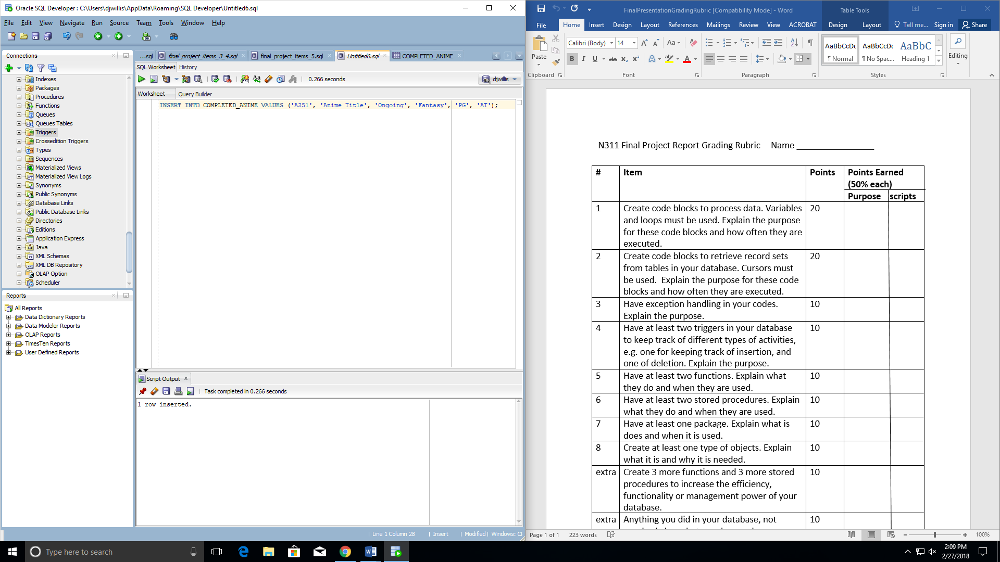 Oracle SQL Developer : C:\Users\djwillis\AppData\Roaming\SQL Developer\Untitled6.sql
File Edit View Navigate Run Source Team Tools Window Help
Connections
Indexes
Packages
Procedures
Functions
Queues
Queues Tables
Triggers
Crossedition Triggers
Types
Sequences
Materialized Views
Materialized View Logs
Synonyms
Public Synonyms
Database Links
Public Database Links
Directories
Editions
Application Express
Java
XML Schemas
XML DB Repository
OLAP Option
Scheduler
Reports
All Reports
Data Dictionary Reports
Data Modeler Reports
OLAP Reports
TimesTen Reports
User Defined Reports
...sql final_project_items_3_4.sql final_project_items_5.sql Untitled6.sql COMPLETED_ANIME
SQL Worksheet History
0.266 seconds djwillis
Worksheet Query Builder
INSERT INTO COMPLETED_ANIME VALUES ('A251', 'Anime Title', 'Ongoing', 'Fantasy', 'PG', 'AT');
Script Output
Task completed in 0.266 seconds
1 row inserted.
Line 1 Column 28 Insert Modified Windows: CF
FinalPresentationGradingRubric [Compatibility Mode] - Word Table Tools
File Home Insert Design Layout References Mailings Review View ACROBAT Design Layout Tell me... Sign in Share
Paste Calibri (Body) 14 Aa AaBbCcDc AaBbCcDc AaBbC Editing
B I U abc x₂ x² A A ¶ Normal ¶ No Spac... Heading 1
Clipboard Font Paragraph Styles
N311 Final Project Report Grading Rubric Name __________________
# Item Points Points Earned
(50% each)
Purpose scripts
1 Create code blocks to process data. Variables 20
and loops must be used. Explain the purpose
for these code blocks and how often they are
executed.
2 Create code blocks to retrieve record sets 20
from tables in your database. Cursors must
be used.  Explain the purpose for these code
blocks and how often they are executed.
3 Have exception handling in your codes. 10
Explain the purpose.
4 Have at least two triggers in your database 10
to keep track of different types of activities,
e.g. one for keeping track of insertion, and
one of deletion. Explain the purpose.
5 Have at least two functions. Explain what 10
they do and when they are used.
6 Have at least two stored procedures. Explain 10
what they do and when they are used.
7 Have at least one package. Explain what is 10
does and when it is used.
8 Create at least one type of objects. Explain 10
what it is and why it is needed.
extra Create 3 more functions and 3 more stored 10
procedures to increase the efficiency,
functionality or management power of your
database.
extra Anything you did in your database, not 10
Page 1 of 1 223 words 100%
Type here to search
2:09 PM
2/27/2018